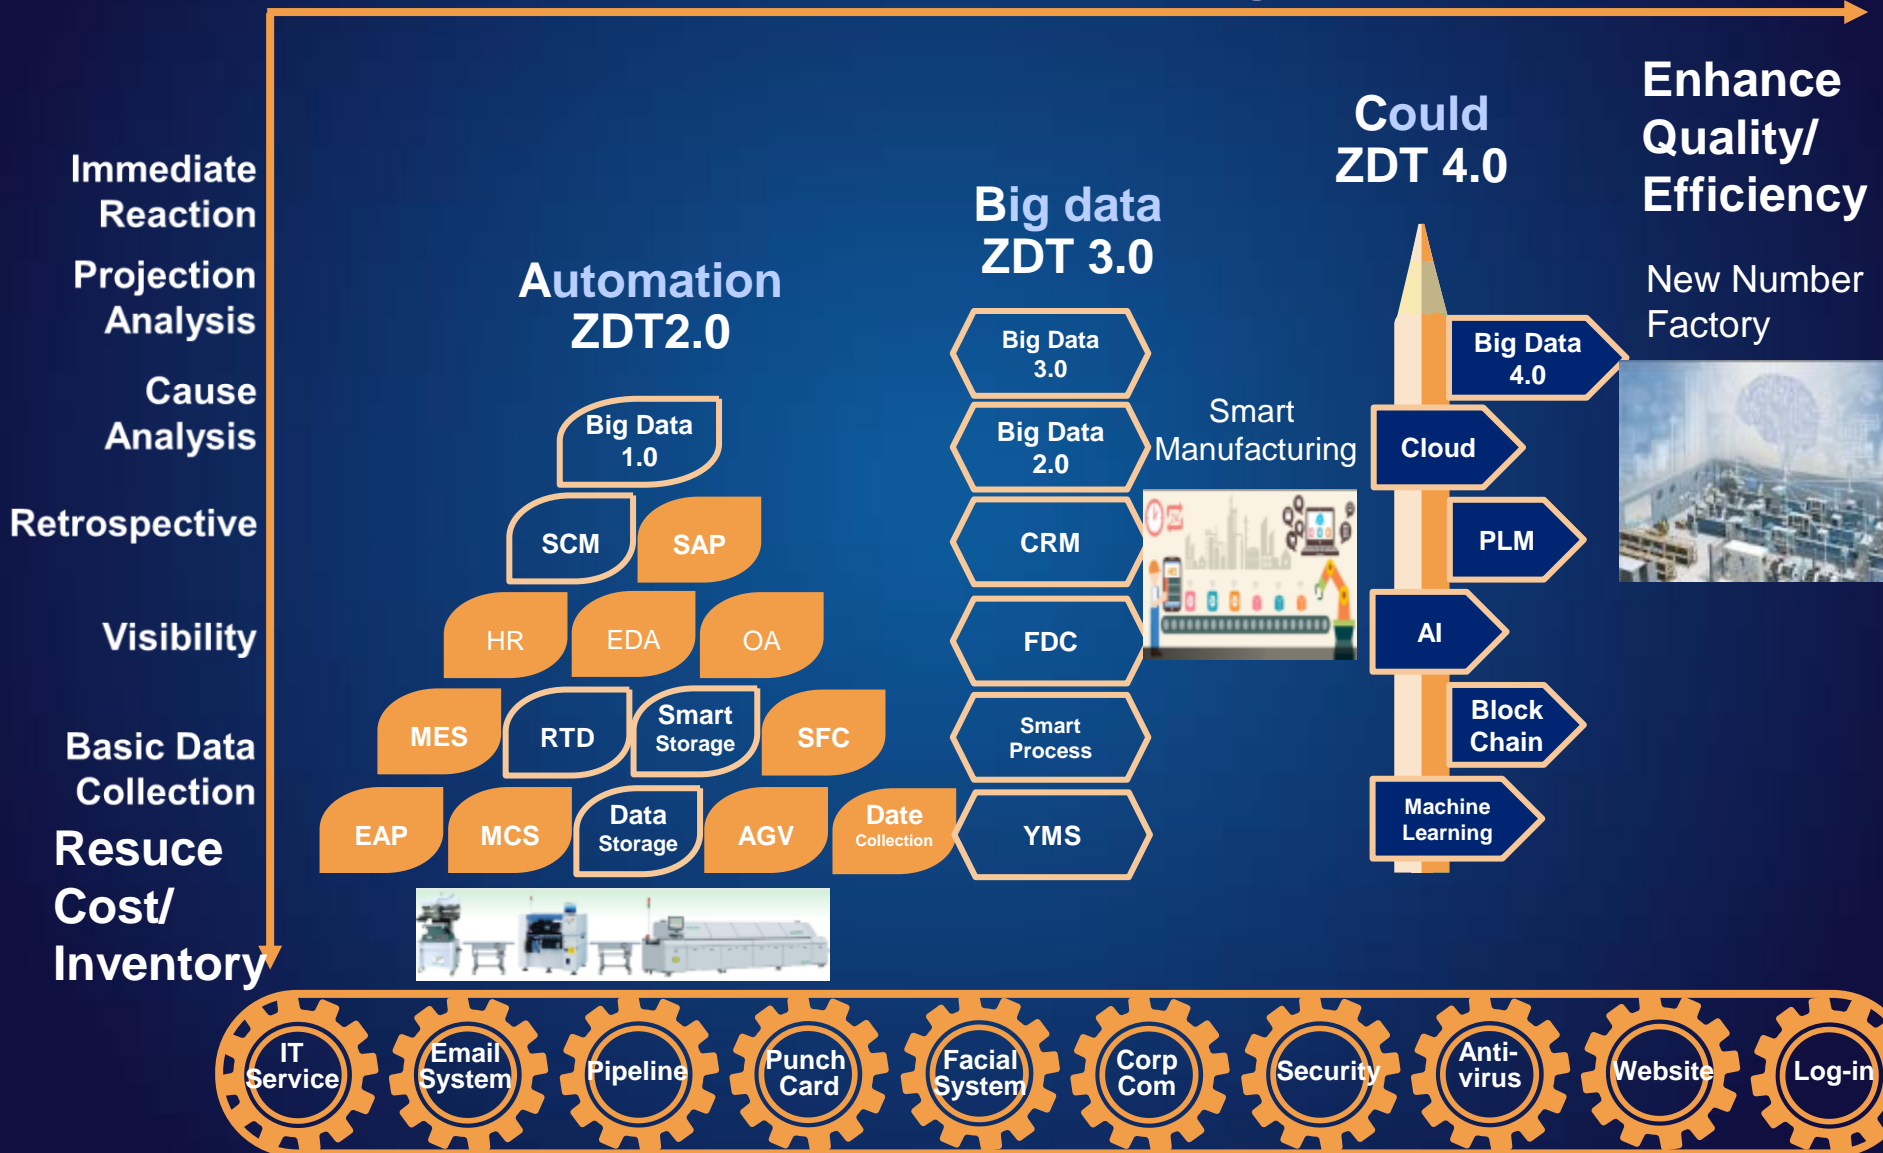 Immediate
Reaction
Projection
Analysis
Cause
Analysis
Retrospective
Visibility
Basic Data
Collection
Resuce
Cost/
Inventory
Automation
ZDT2.0
Big Data
1.0
SCM
SAP
HR
EDA
OA
MES
RTD
Smart
Storage
SFC
EAP
MCS
Data
Storage
AGV
Date
Collection
Big data
ZDT 3.0
Big Data
3.0
Big Data
2.0
CRM
FDC
Smart
Process
YMS
Smart
Manufacturing
Could
ZDT 4.0
Big Data
4.0
Cloud
PLM
AI
Block
Chain
Machine
Learning
Enhance
Quality/
Efficiency
New Number
Factory
IT
Service
Email
System
Pipeline
Punch
Card
Facial
System
Corp
Com
Security
Anti-
virus
Website
Log-in